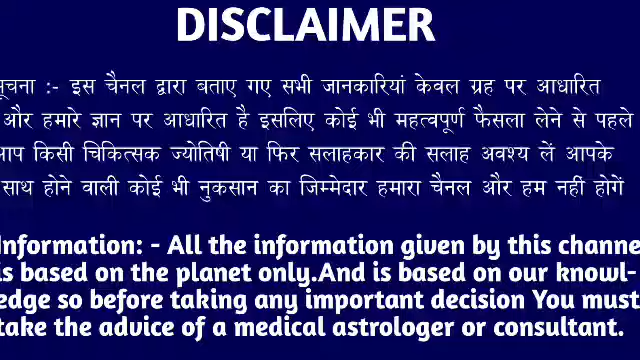 DISCLAIMER
सूचना :- इस चैनल द्वारा बताए गए सभी जानकारियां केवल ग्रह पर आधारित
और हमारे ज्ञान पर आधारित है इसलिए कोई भी महत्वपूर्ण फैसला लेने से पहले
आप किसी चिकित्सक ज्योतिषी या फिर सलाहकार की सलाह अवश्य लें आपके
साथ होने वाली कोई भी नुकसान का जिम्मेदार हमारा चैनल और हम नहीं होगें
Information: - All the information given by this channe
is based on the planet only.And is based on our knowl-
edge so before taking any important decision You must
take the advice of a medical astrologer or consultant.